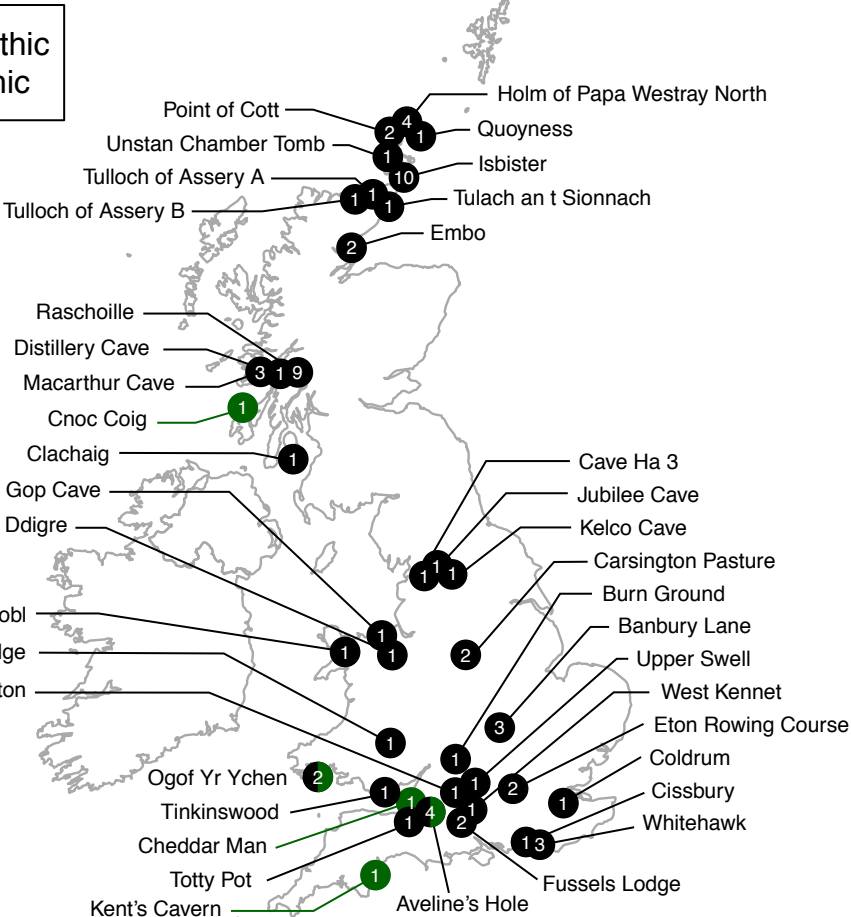 thic
nic
Holm of Papa Westray North
Point of Cott
4
2
1
Quoyness
Unstan Chamber Tomb
1
Isbister
10
Tulloch of Assery A
1
1
1
Tulach an t Sionnach
Tulloch of Assery B
Embo
2
Raschoille
Distillery Cave
3
1
9
Macarthur Cave
Cnoc Coig
1
Clachaig
1
Cave Ha 3
Gop Cave
Jubilee Cave
Ddigre
Kelco Cave
1
1
1
Carsington Pasture
Burn Ground
obl
Banbury Lane
1
1
1
2
lge
Upper Swell
ton
West Kennet
3
Eton Rowing Course
1
1
Coldrum
Ogof Yr Ychen
2
1
1
2
Cissbury
Tinkinswood
1
1
4
1
1
Whitehawk
1
2
1
3
Cheddar Man
Totty Pot
1
Fussels Lodge
Aveline's Hole
Kent's Cavern